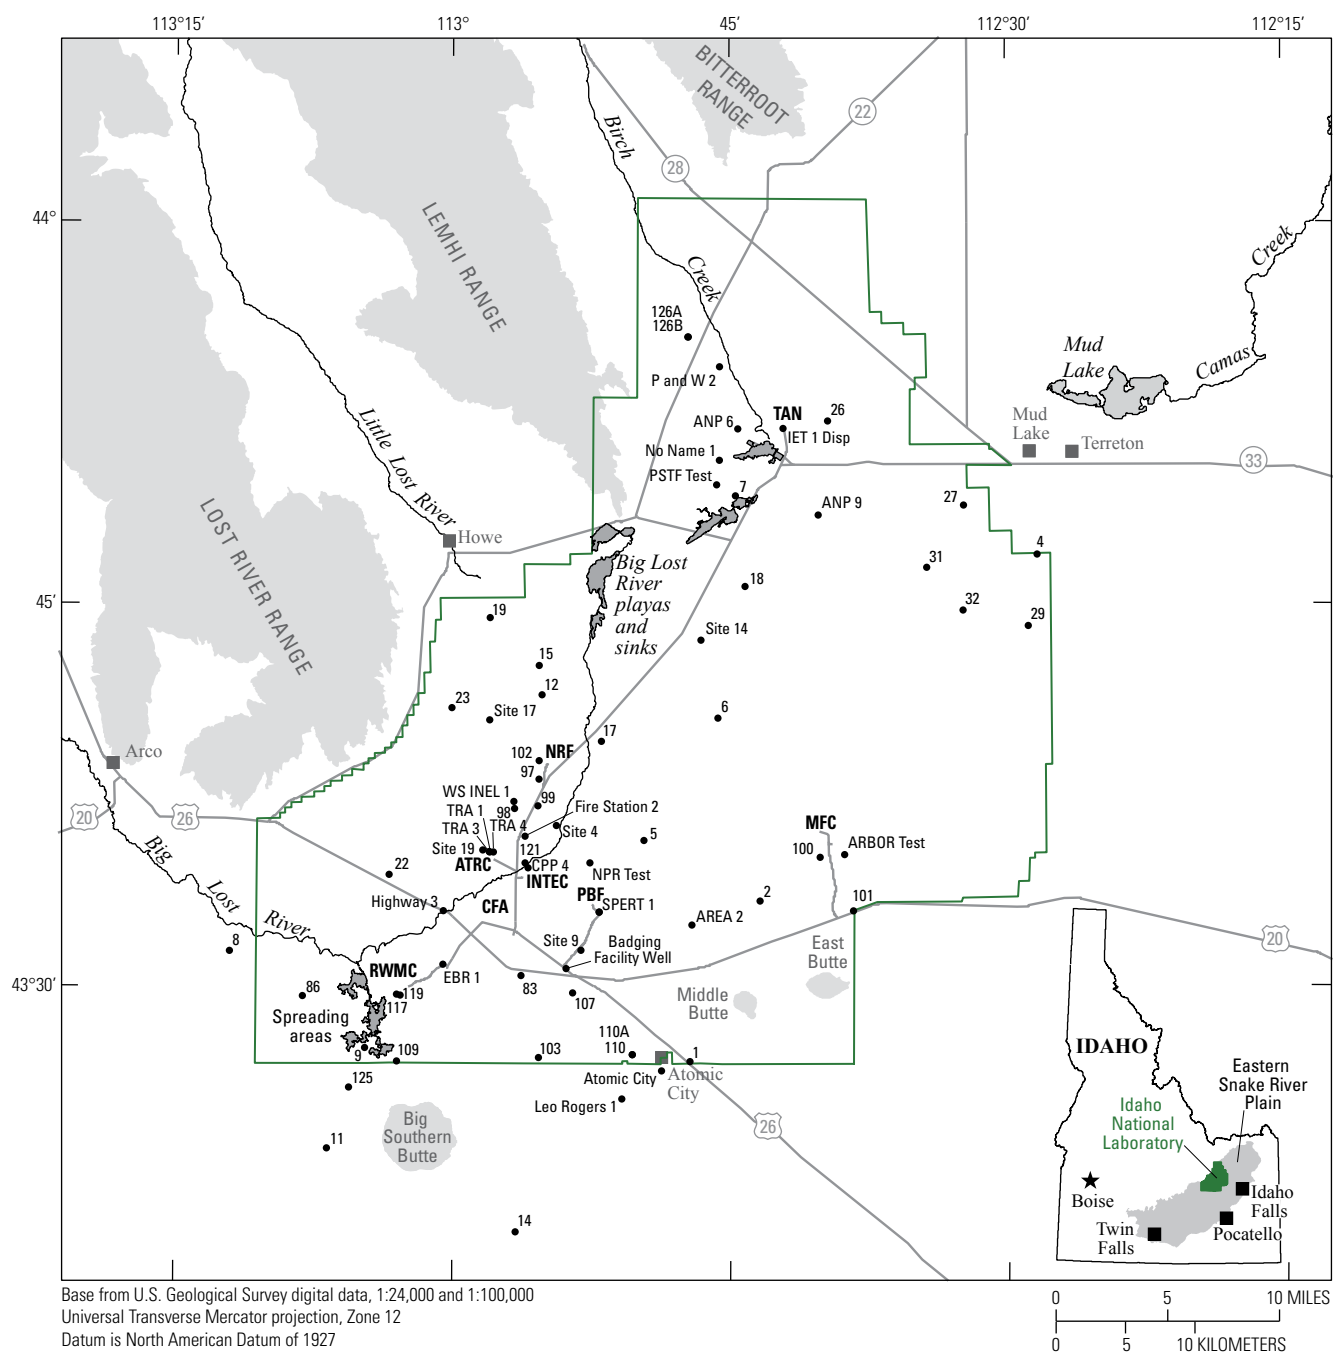 113°15'
113°
45'
112°30'
112°15'
44°
45'
43°30'
BITTERROOT
RANGE
22
28
Birch
Creek
LEMHI RANGE
Creek
Camas
Mud
Lake
126A
126B
P and W 2
ANP 6
TAN
26
IET 1 Disp
No Name 1
PSTF Test
7
ANP 9
Mud
Lake
Terreton
33
27
4
31
32
29
Little Lost River
LOST RIVER RANGE
Howe
Big Lost
River
playas
and
sinks
18
Site 14
19
15
12
23
Site 17
6
17
Arco
102
NRF
97
WS INEL 1
99
98
TRA 1
TRA 3
TRA 4
Fire Station 2
Site 4
5
Site 19
ATRC
121
CPP 4
INTEC
NPR Test
MFC
100
ARBOR Test
20
26
22
Highway 3
CFA
PBF
SPERT 1
2
AREA 2
101
Big
Lost
River
8
Site 9
Badging
Facility Well
East
Butte
20
RWMC
EBR 1
83
107
Middle
Butte
86
119
117
Spreading
areas
9
109
103
110A
110
1
Atomic City
Atomic
City
125
Leo Rogers 1
26
11
Big
Southern
Butte
14
IDAHO
Eastern
Snake River
Plain
Idaho
National
Laboratory
Boise
Idaho
Falls
Pocatello
Twin
Falls
Base from U.S. Geological Survey digital data, 1:24,000 and 1:100,000
Universal Transverse Mercator projection, Zone 12
Datum is North American Datum of 1927
0 5 10 MILES
0 5 10 KILOMETERS